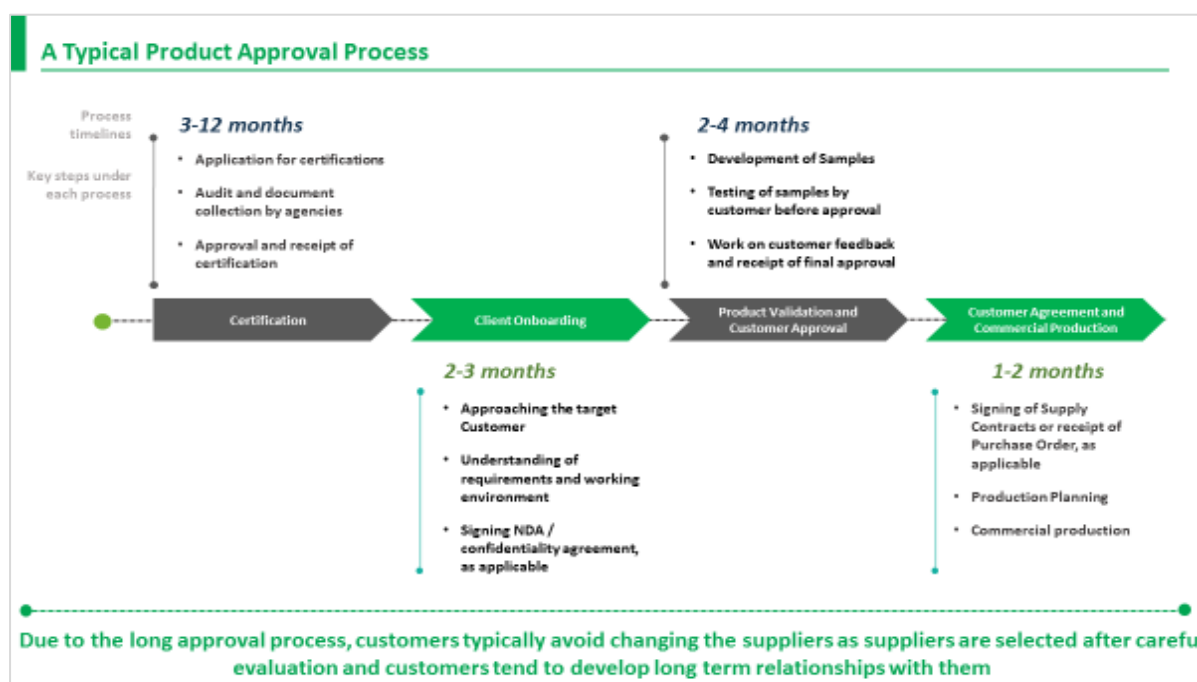 A Typical Product Approval Process
Process
timelines
Key steps under
each process
3-12 months
• Application for certifications
• Audit and document
collection by agencies
• Approval and receipt of
certification
2-4 months
• Development of Samples
• Testing of samples by
customer before approval
• Work on customer feedback
and receipt of final approval
Certification
Client Onboarding
Product Validation and
Customer Approval
Customer Agreement and
Commercial Production
2-3 months
• Approaching the target
Customer
• Understanding of
requirements and working
environment
• Signing NDA /
confidentiality agreement,
as applicable
1-2 months
• Signing of Supply
Contracts or receipt of
Purchase Order, as
applicable
• Production Planning
• Commercial production
Due to the long approval process, customers typically avoid changing the suppliers as suppliers are selected after carefu
evaluation and customers tend to develop long term relationships with them